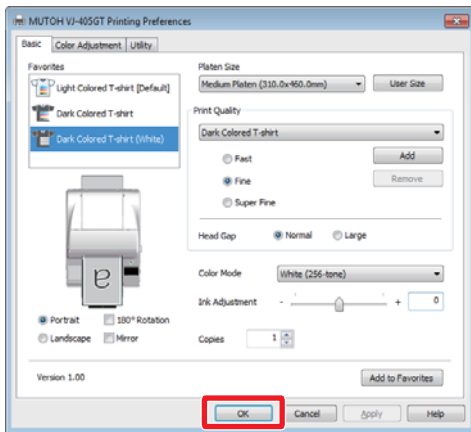 MUTOH VJ-405GT Printing Preferences
Basic
Color Adjustment
Utility
Favorites
Light Colored T-shirt [Default]
Dark Colored T-shirt
Dark Colored T-shirt (White)
a
Portrait
180° Rotation
Landscape
Mirror
Platen Size
Medium Platen (310.0x460.0mm)
User Size
Print Quality
Dark Colored T-shirt
Fast
Add
Fine
Remove
Super Fine
Head Gap
Normal
Large
Color Mode
White (256-tone)
Ink Adjustment
- +
0
Copies
1
Version 1.00
Add to Favorites
OK
Cancel
Apply
Help